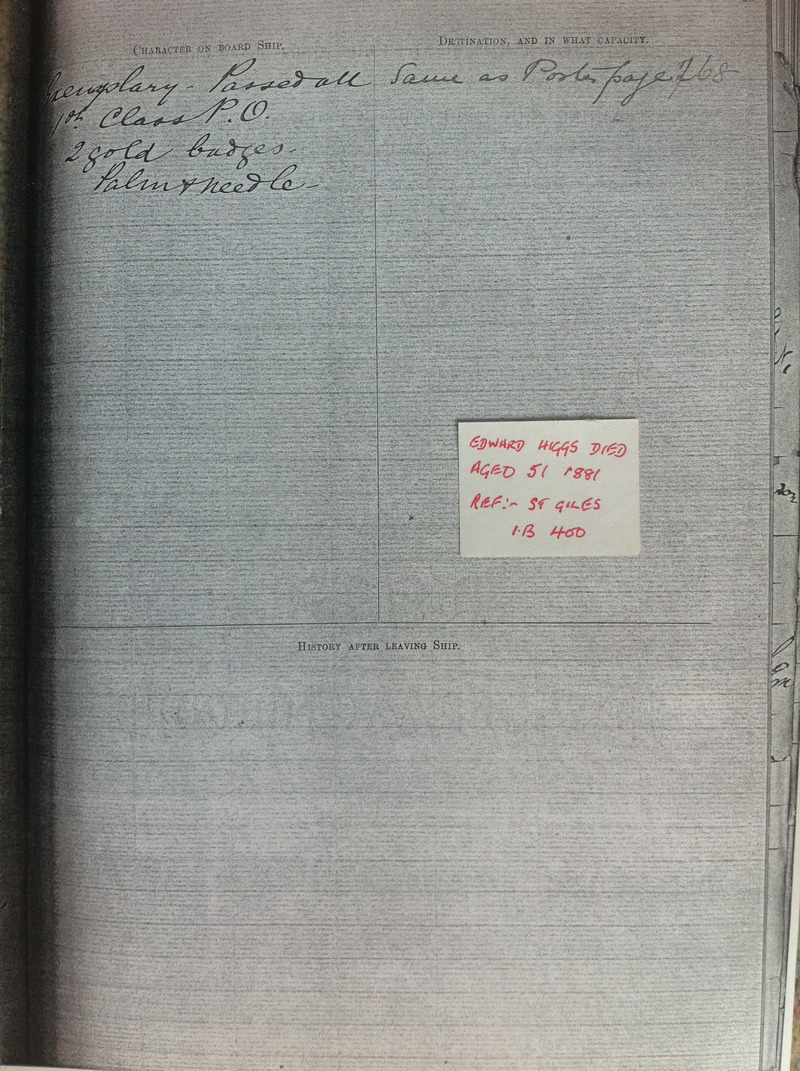 CHARACTER ON BOARD SHIP.
DESTINATION, AND IN WHAT CAPACITY.
Exemplary - Passed all
1st Class P.O.
2 gold badges -
Palm & needle -
Same as Porter page 768
EDWARD HIGGS DIED
AGED 51 1881
REF:- ST GILES
1.B 400
HISTORY AFTER LEAVING SHIP.